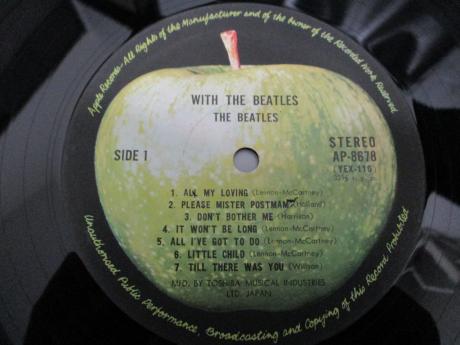 Apple Records-All Rights of the Manufacturer and of the Owner of the Recorded Work Reserved
WITH THE BEATLES
THE BEATLES
SIDE 1
STEREO
AP-8678
(YEX-110)
1. ALL MY LOVING (Lennon-McCartney)
2. PLEASE MISTER POSTMAN (Holland)
3. DON'T BOTHER ME (Harrison)
4. IT WON'T BE LONG (Lennon-McCartney)
5. ALL I'VE GOT TO DO (Lennon-McCartney)
6. LITTLE CHILD (Lennon-McCartney)
7. TILL THERE WAS YOU (Willson)
MFD. BY TOSHIBA MUSICAL INDUSTRIES
LTD. JAPAN
Unauthorised Public Performance, Broadcasting and Copying of this Record Prohibited